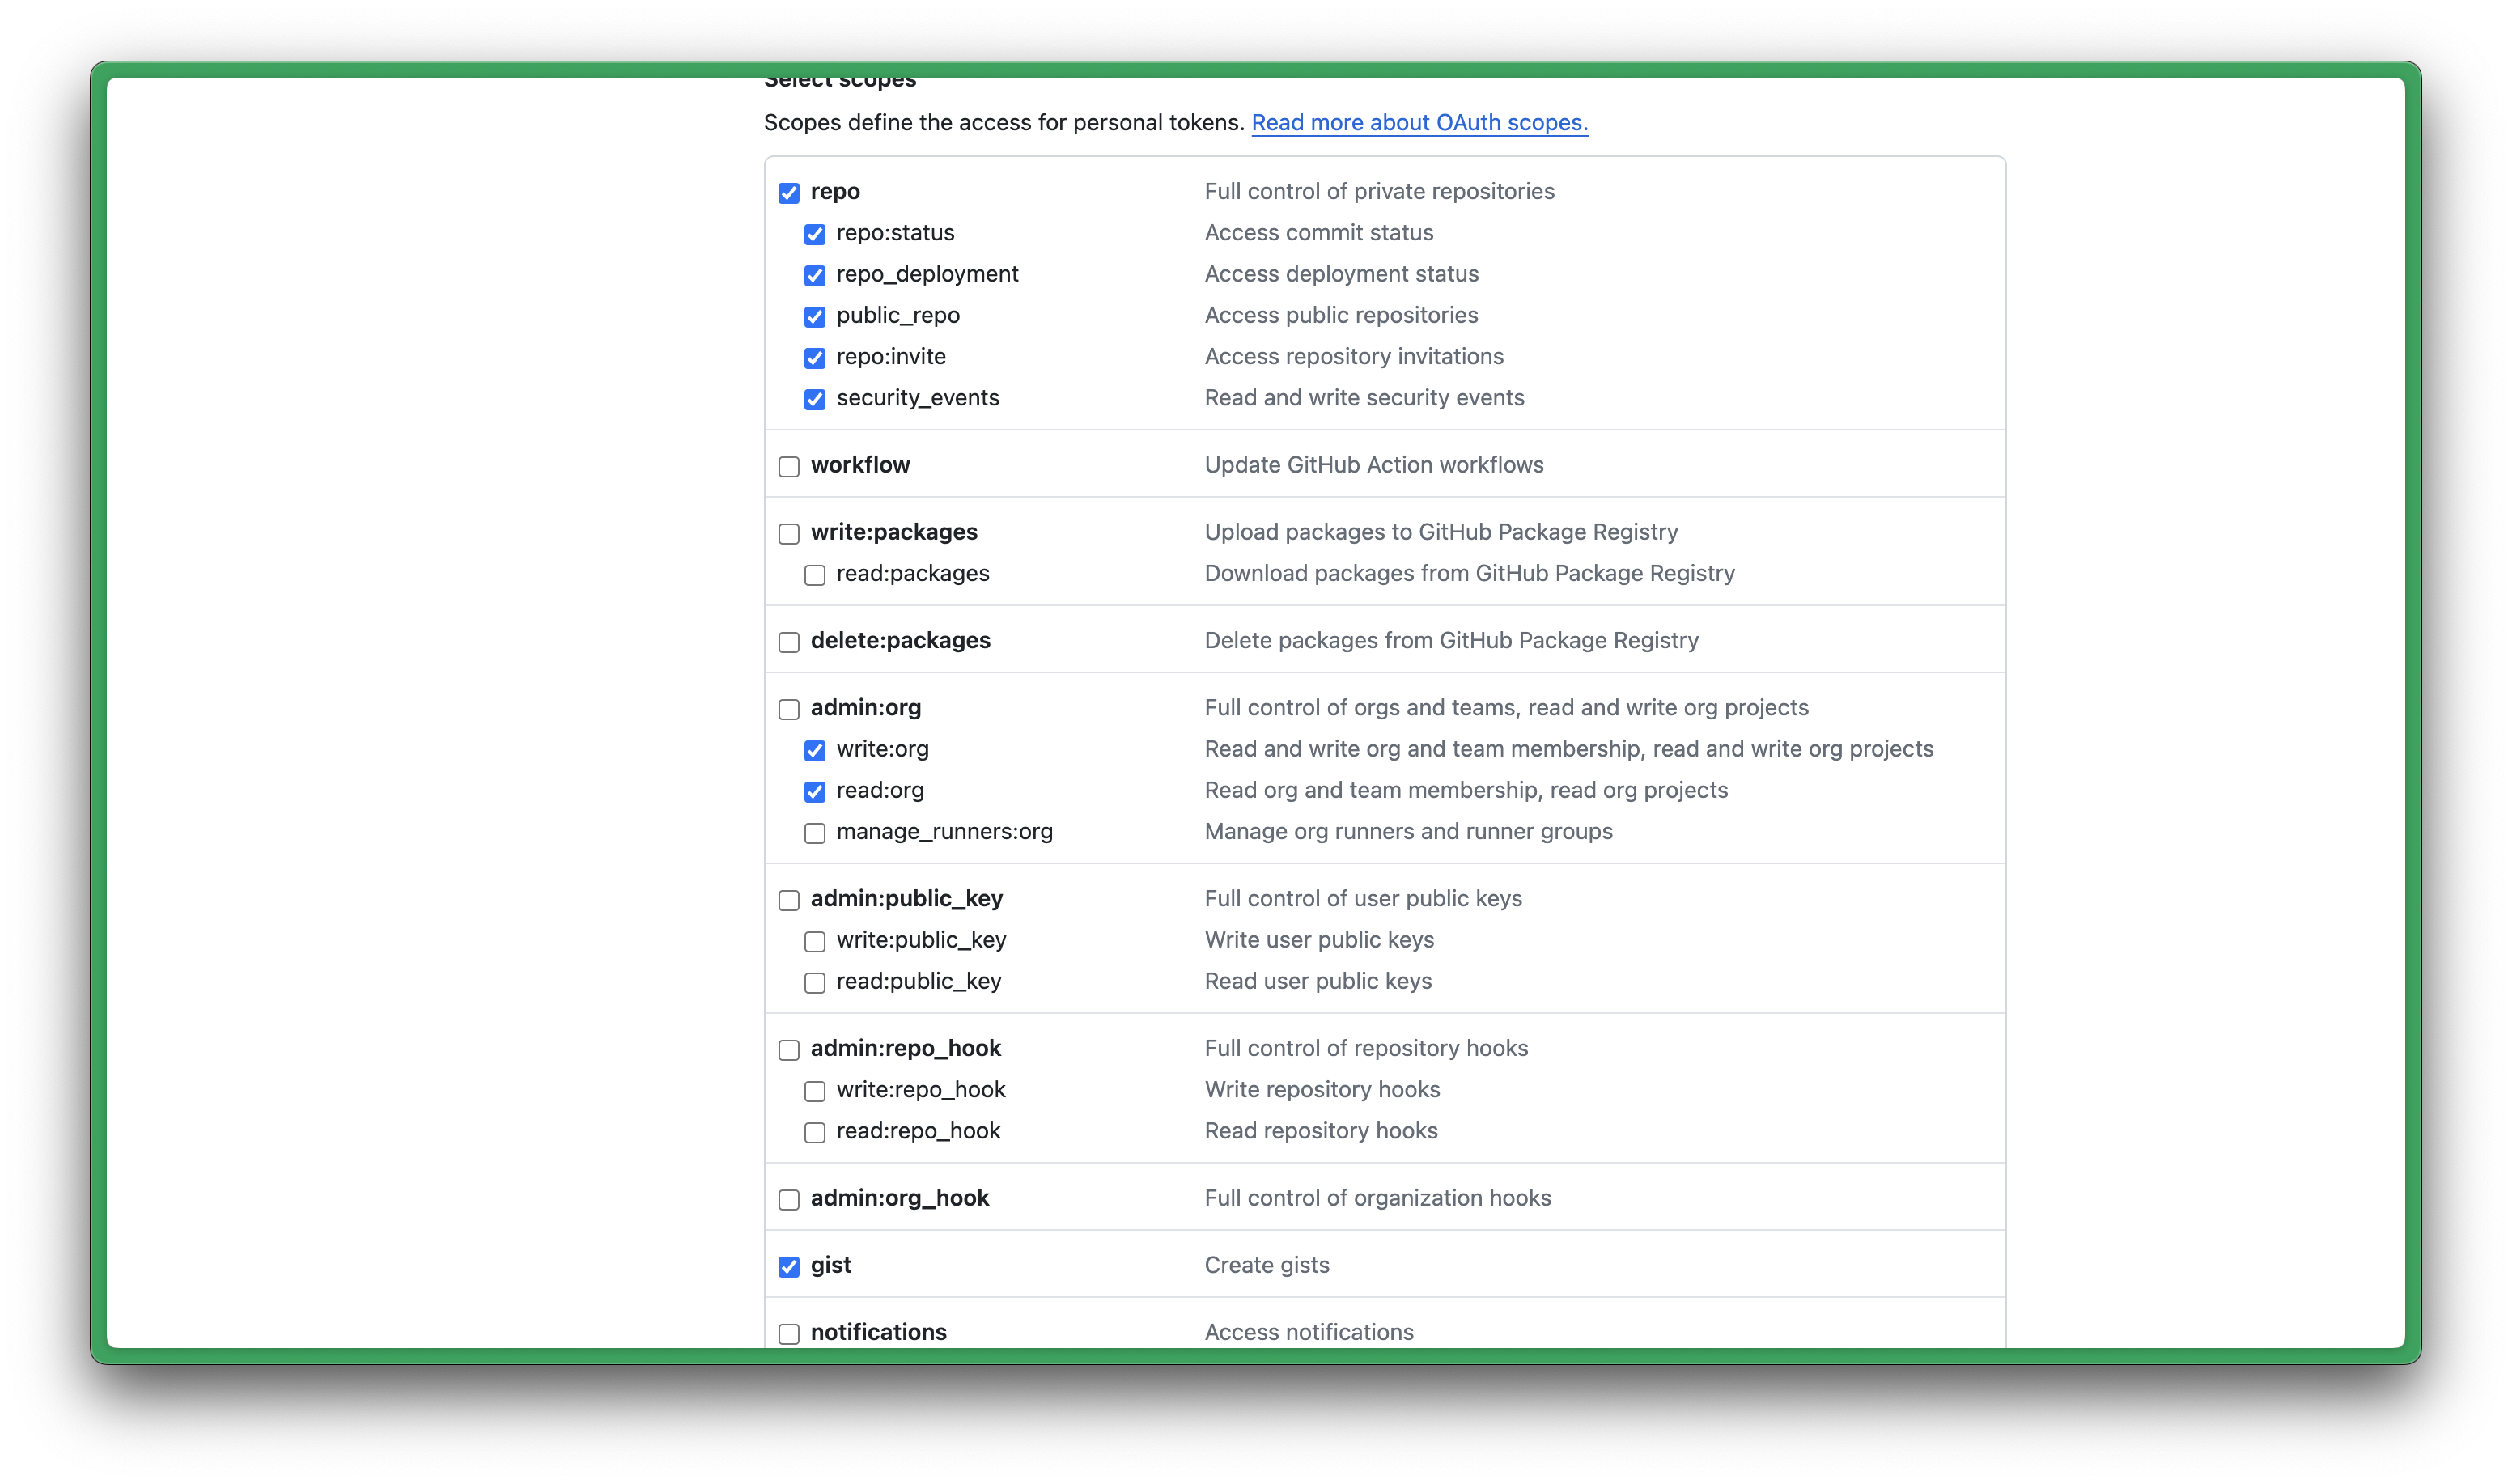 Select scopes
Scopes define the access for personal tokens. Read more about OAuth scopes.
repo Full control of private repositories
repo:status Access commit status
repo_deployment Access deployment status
public_repo Access public repositories
repo:invite Access repository invitations
security_events Read and write security events
workflow Update GitHub Action workflows
write:packages Upload packages to GitHub Package Registry
read:packages Download packages from GitHub Package Registry
delete:packages Delete packages from GitHub Package Registry
admin:org Full control of orgs and teams, read and write org projects
write:org Read and write org and team membership, read and write org projects
read:org Read org and team membership, read org projects
manage_runners:org Manage org runners and runner groups
admin:public_key Full control of user public keys
write:public_key Write user public keys
read:public_key Read user public keys
admin:repo_hook Full control of repository hooks
write:repo_hook Write repository hooks
read:repo_hook Read repository hooks
admin:org_hook Full control of organization hooks
gist Create gists
notifications Access notifications